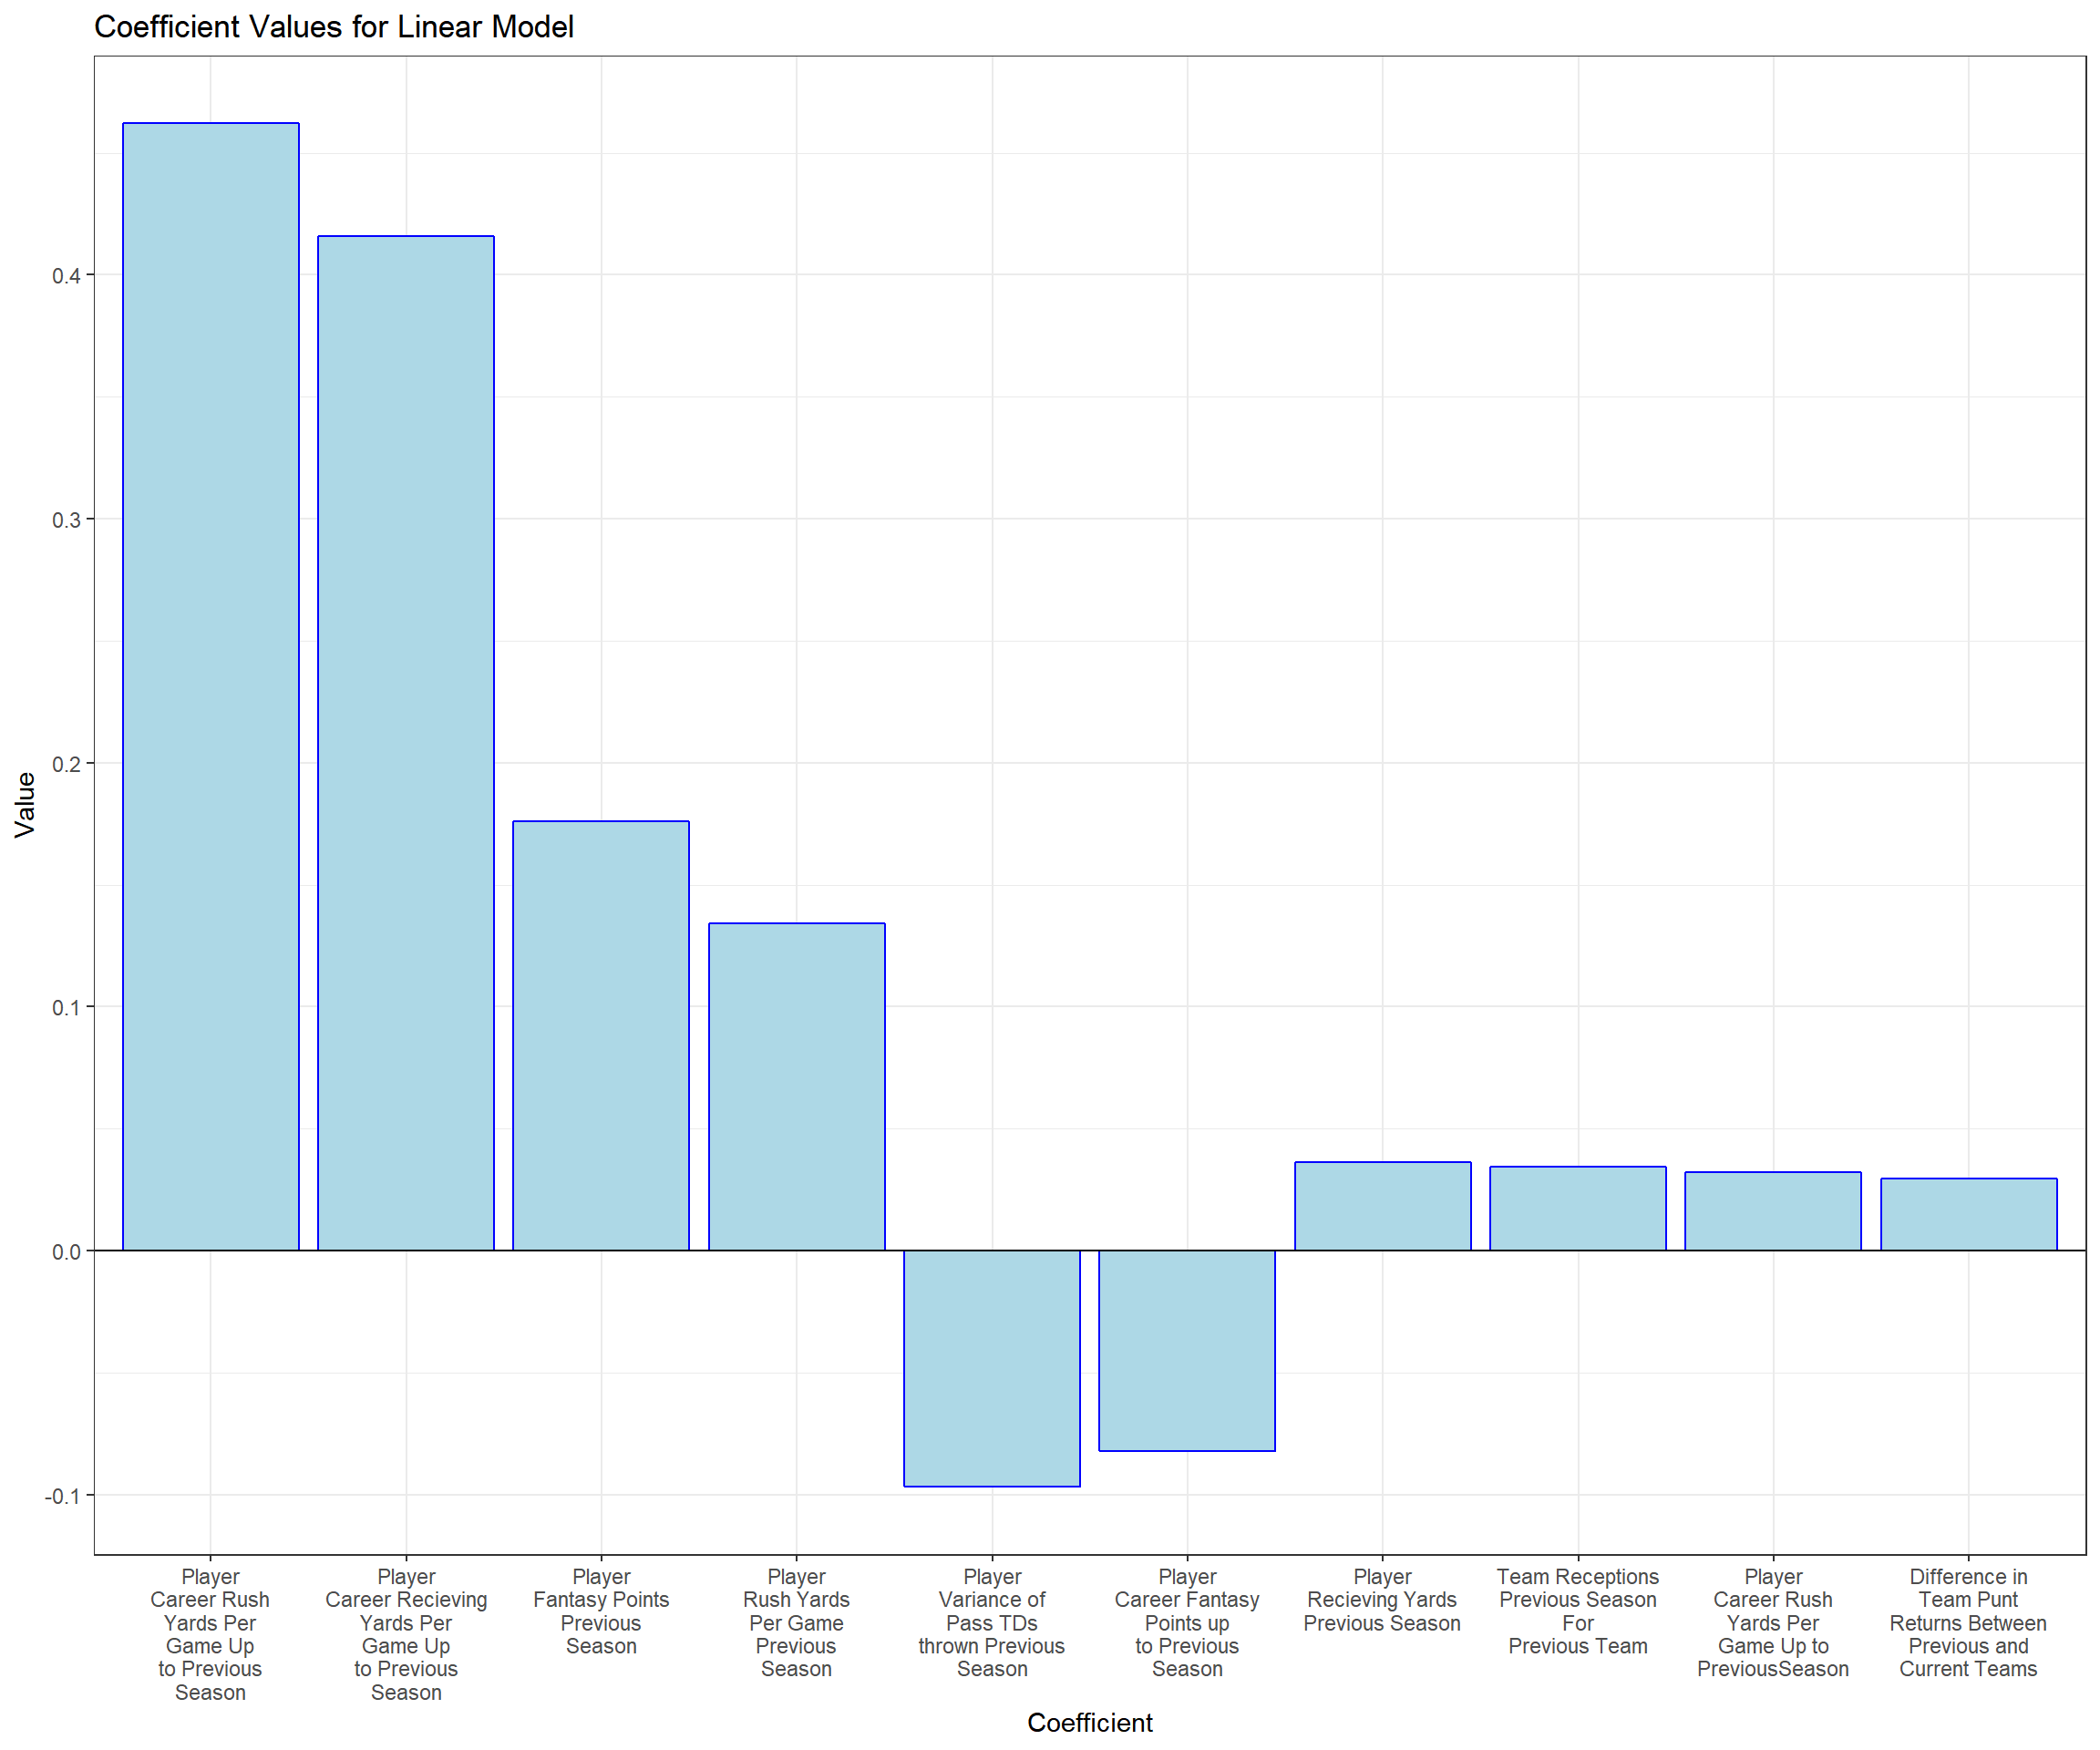 Coefficient Values for Linear Model
Value
0.4
0.3
0.2
0.1
0.0
-0.1
Player
Career Rush
Yards Per
Game Up
to Previous
Season
Player
Career Recieving
Yards Per
Game Up
to Previous
Season
Player
Fantasy Points
Previous
Season
Player
Rush Yards
Per Game
Previous
Season
Player
Variance of
Pass TDs
thrown Previous
Season
Player
Career Fantasy
Points up
to Previous
Season
Player
Recieving Yards
Previous Season
Team Receptions
Previous Season
For
Previous Team
Player
Career Rush
Yards Per
Game Up to
PreviousSeason
Difference in
Team Punt
Returns Between
Previous and
Current Teams
Coefficient